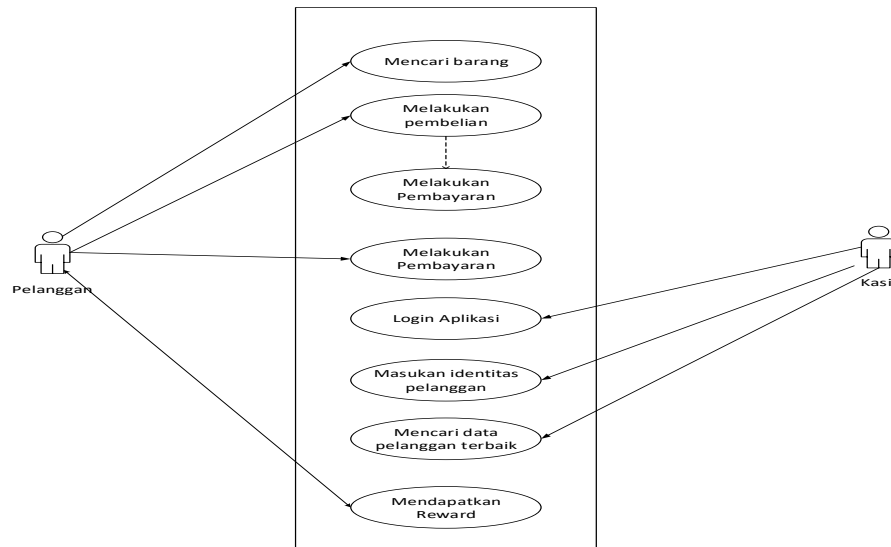 Mencari barang
Melakukan
pembelian
Melakukan
Pembayaran
Melakukan
Pembayaran
Pelanggan
Kasi
Login Aplikasi
Masukan identitas
pelanggan
Mencari data
pelanggan terbaik
Mendapatkan
Reward